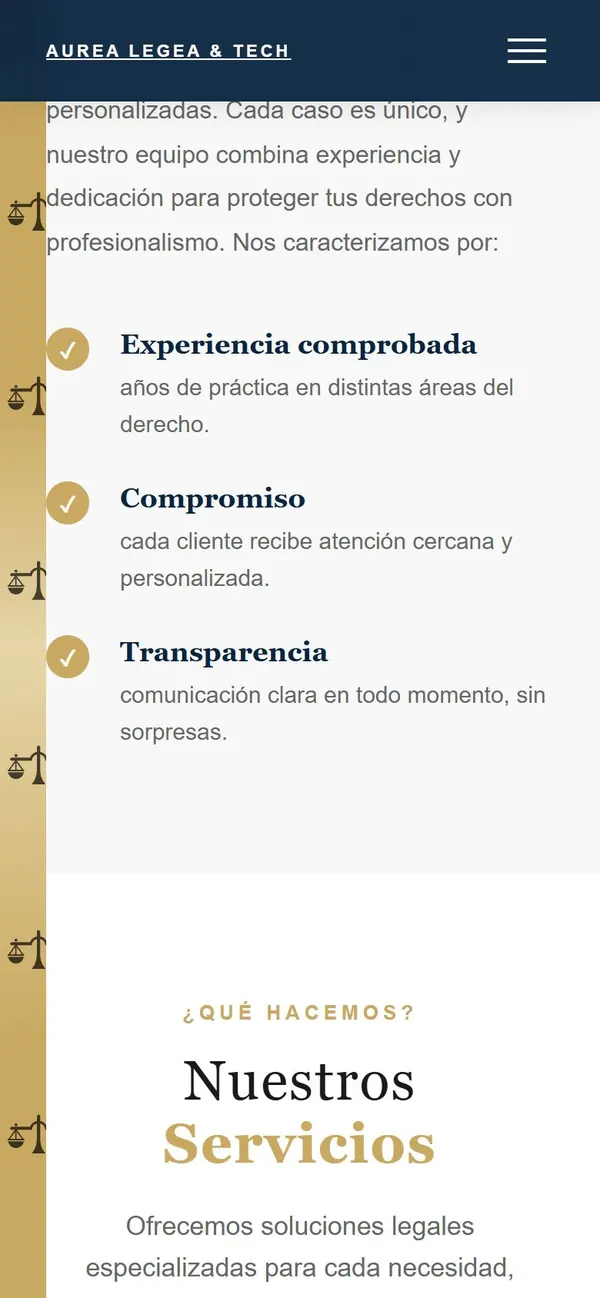 AUREA LEGEA & TECH
personalizadas. Cada caso es único, y
nuestro equipo combina experiencia y
dedicación para proteger tus derechos con
profesionalismo. Nos caracterizamos por:
Experiencia comprobada
años de práctica en distintas áreas del
derecho.
Compromiso
cada cliente recibe atención cercana y
personalizada.
Transparencia
comunicación clara en todo momento, sin
sorpresas.
¿QUÉ HACEMOS?
Nuestros
Servicios
Ofrecemos soluciones legales
especializadas para cada necesidad,